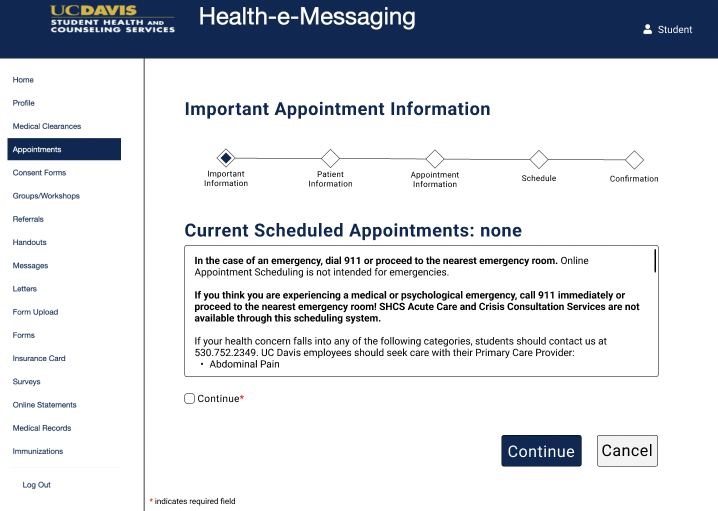 UCDAVIS
STUDENT HEALTH AND
COUNSELING SERVICES
Health-e-Messaging
Student
Home
Profile
Medical Clearances
Appointments
Consent Forms
Groups/Workshops
Referrals
Handouts
Messages
Letters
Form Upload
Forms
Insurance Card
Surveys
Online Statements
Medical Records
Immunizations
Log Out
Important Appointment Information
Important
Information
Patient
Information
Appointment
Information
Schedule
Confirmation
Current Scheduled Appointments: none
In the case of an emergency, dial 911 or proceed to the nearest emergency room. Online
Appointment Scheduling is not intended for emergencies.
If you think you are experiencing a medical or psychological emergency, call 911 immediately or
proceed to the nearest emergency room! SHCS Acute Care and Crisis Consultation Services are not
available through this scheduling system.
If your health concern falls into any of the following categories, students should contact us at
530.752.2349. UC Davis employees should seek care with their Primary Care Provider:
• Abdominal Pain
Continue*
Continue
Cancel
* indicates required field